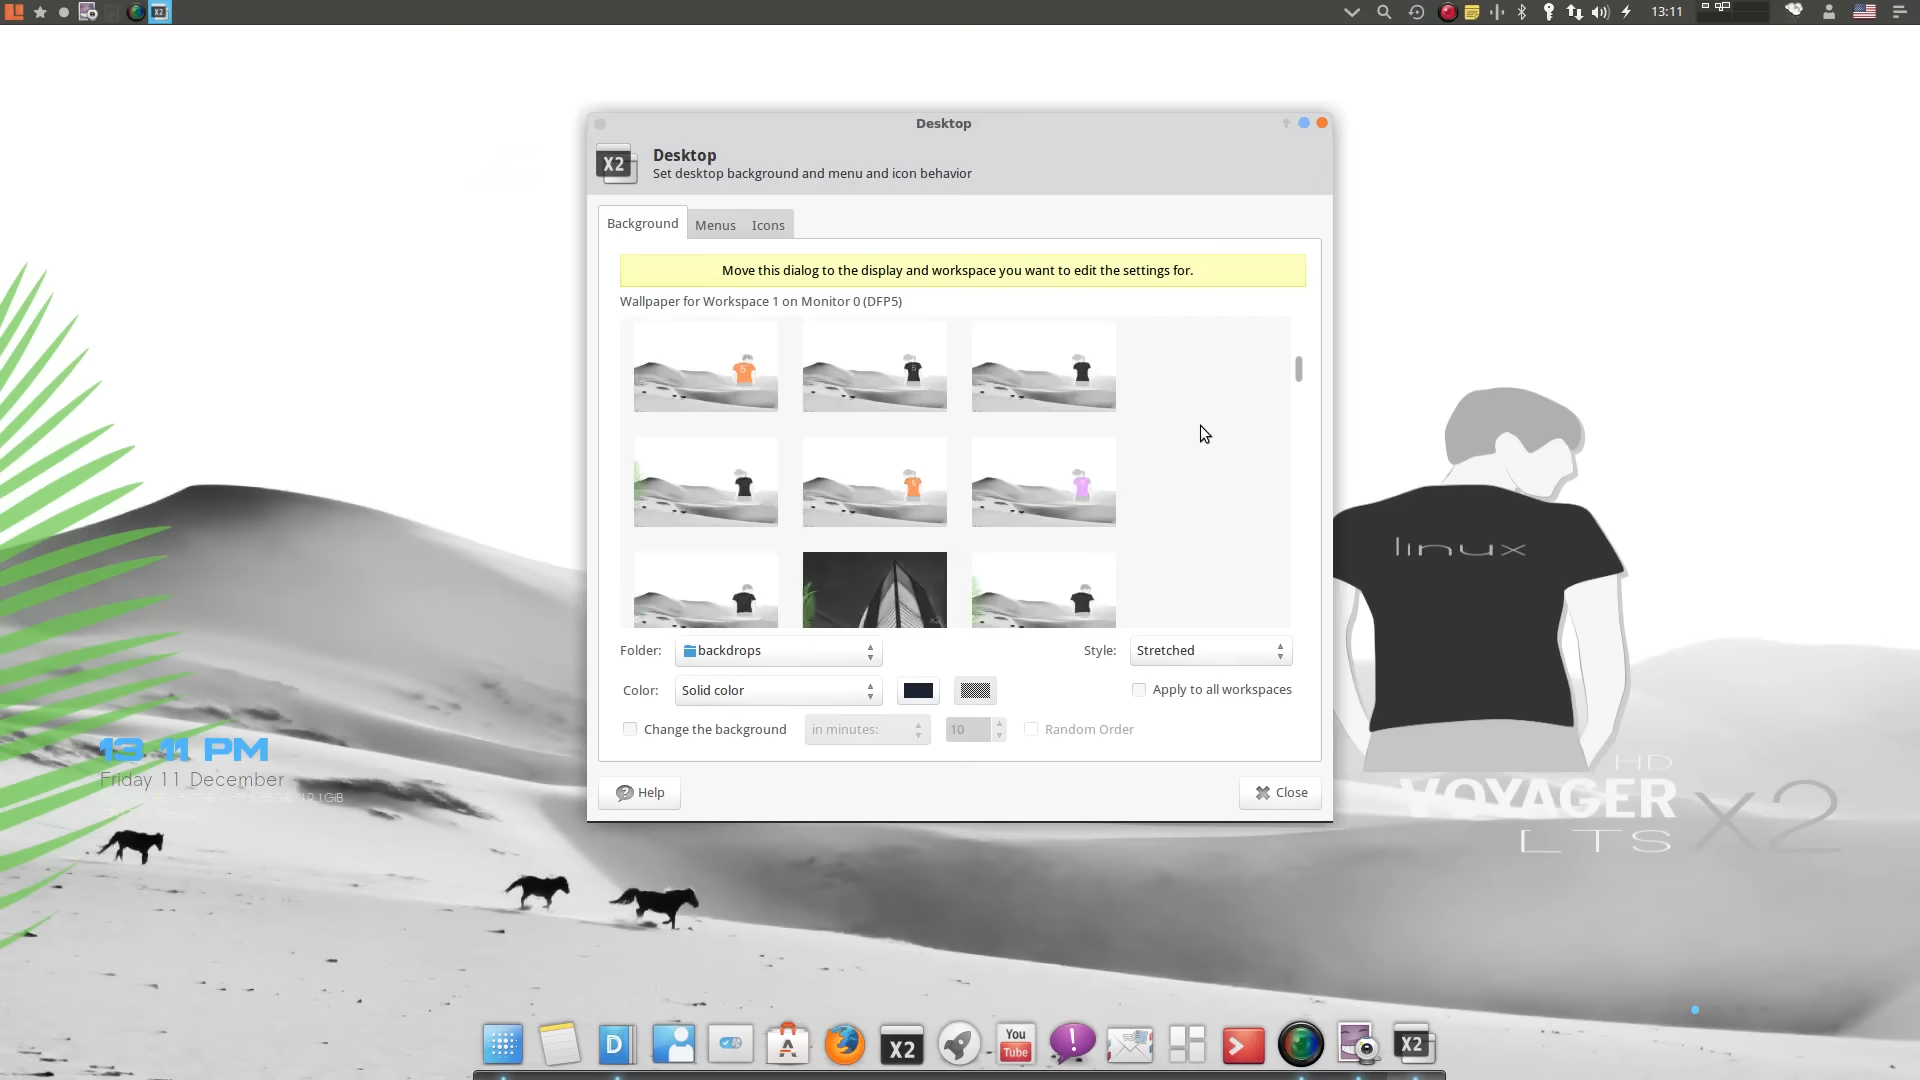 13:11
Desktop
X2
Desktop
Set desktop background and menu and icon behavior
Background
Menus
Icons
Move this dialog to the display and workspace you want to edit the settings for.
Wallpaper for Workspace 1 on Monitor 0 (DFP5)
linux
Folder:
backdrops
Style:
Stretched
Color:
Solid color
Apply to all workspaces
Change the background
in minutes:
10
Random Order
Help
Close
13 11 PM
Friday 11 December
HD
VOYAGER
X2
LTS
D
A
X2
You
Tube
!
X2